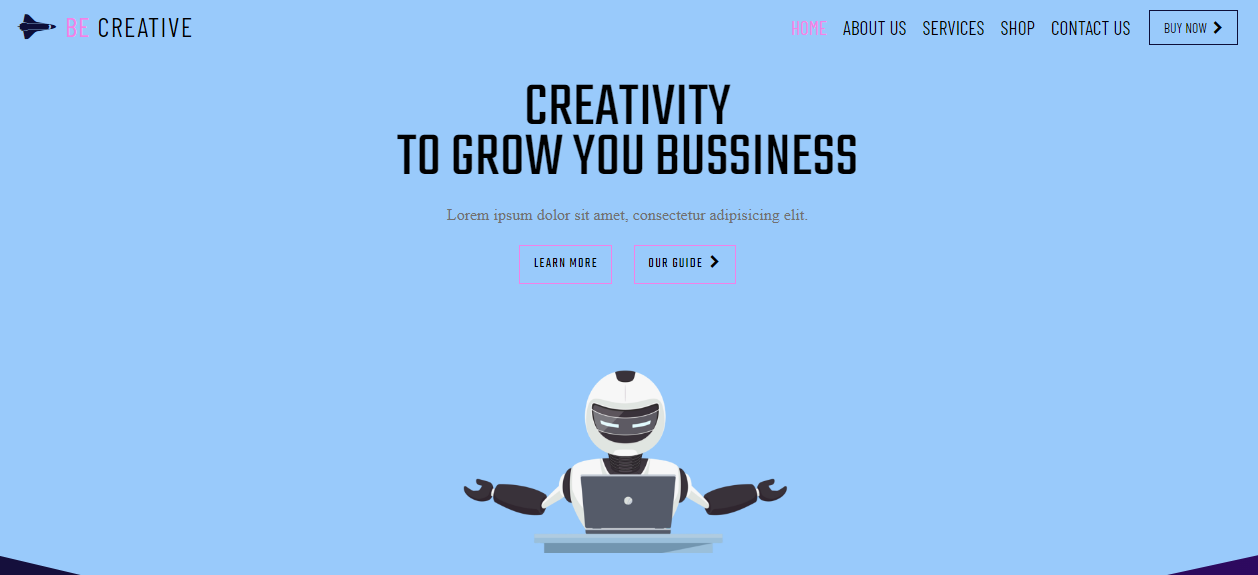 BE CREATIVE
HOME ABOUT US SERVICES SHOP CONTACT US BUY NOW
CREATIVITY
TO GROW YOU BUSSINESS
Lorem ipsum dolor sit amet, consectetur adipisicing elit.
LEARN MORE
OUR GUIDE